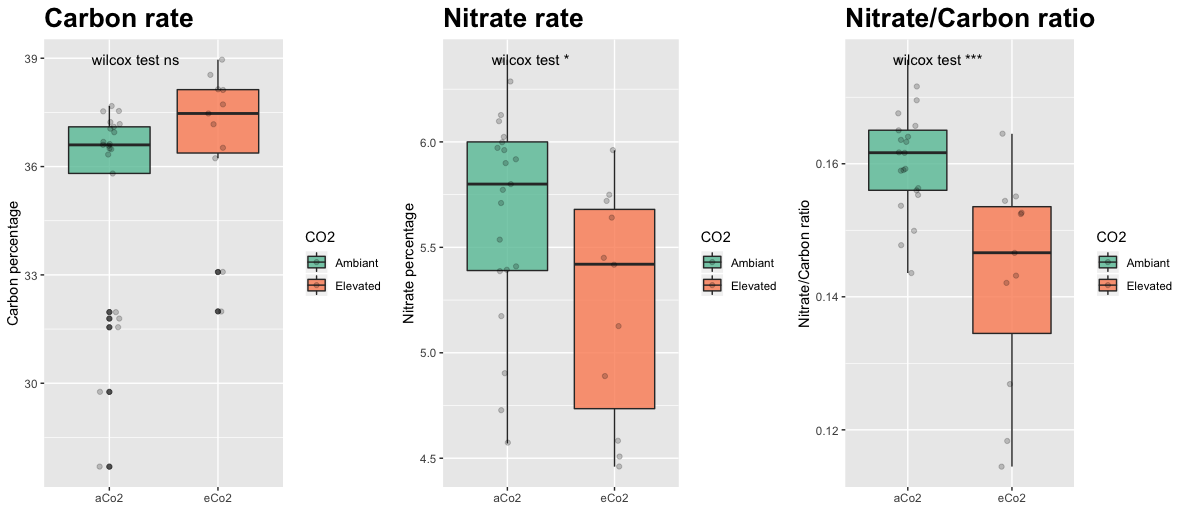 Carbon rate
wilcox test ns
39
36
33
30
Carbon percentage
aCo2
eCo2
CO2
Ambiant
Elevated
Nitrate rate
wilcox test *
6.0
5.5
5.0
4.5
Nitrate percentage
aCo2
eCo2
CO2
Ambiant
Elevated
Nitrate/Carbon ratio
wilcox test ***
0.16
0.14
0.12
Nitrate/Carbon ratio
aCo2
eCo2
CO2
Ambiant
Elevated